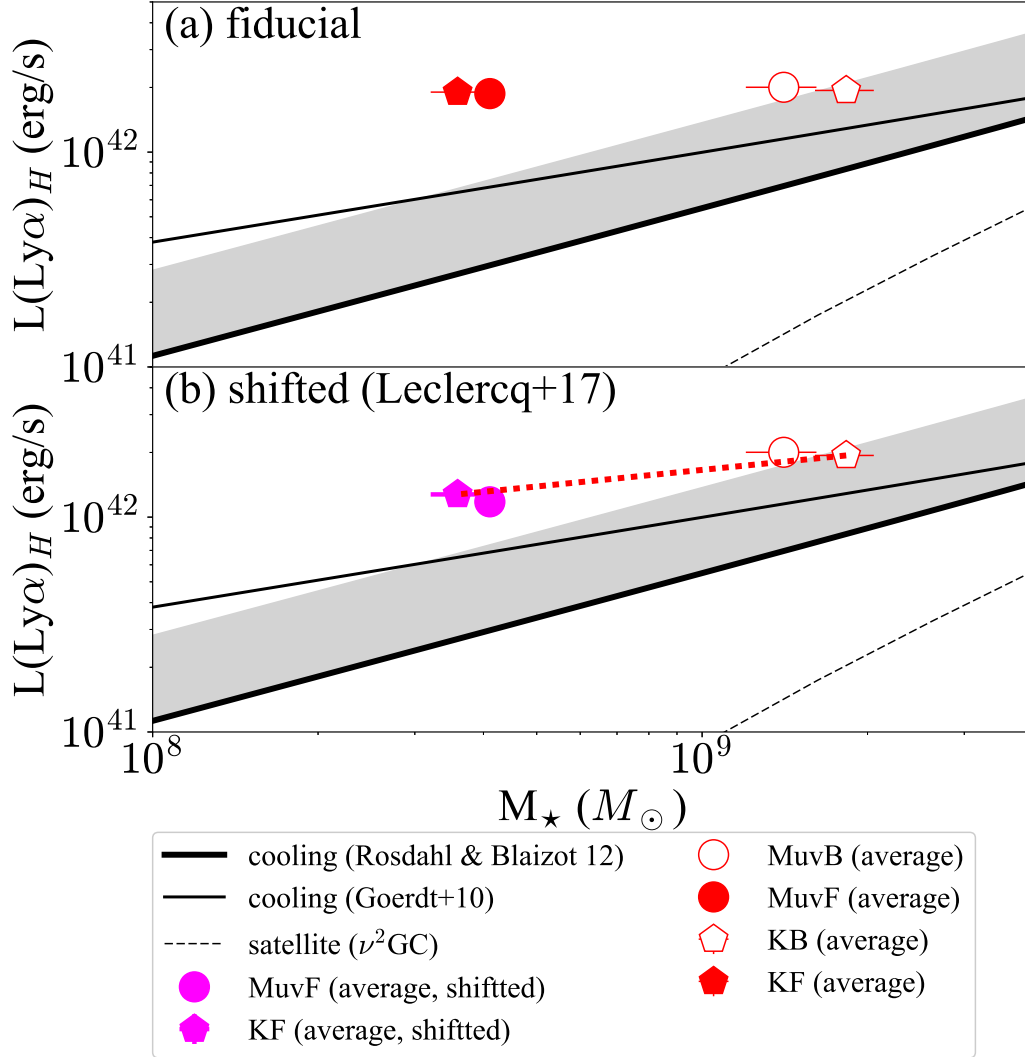 (a) fiducial
L(Lyα)H (erg/s)
10^42
10^41
(b) shifted (Leclercq+17)
L(Lyα)H (erg/s)
10^42
10^41
10^8
10^9
M⋆ (M⊙)
cooling (Rosdahl & Blaizot 12)
cooling (Goerdt+10)
satellite (ν²GC)
MuvF (average, shiftted)
KF (average, shiftted)
MuvB (average)
MuvF (average)
KB (average)
KF (average)